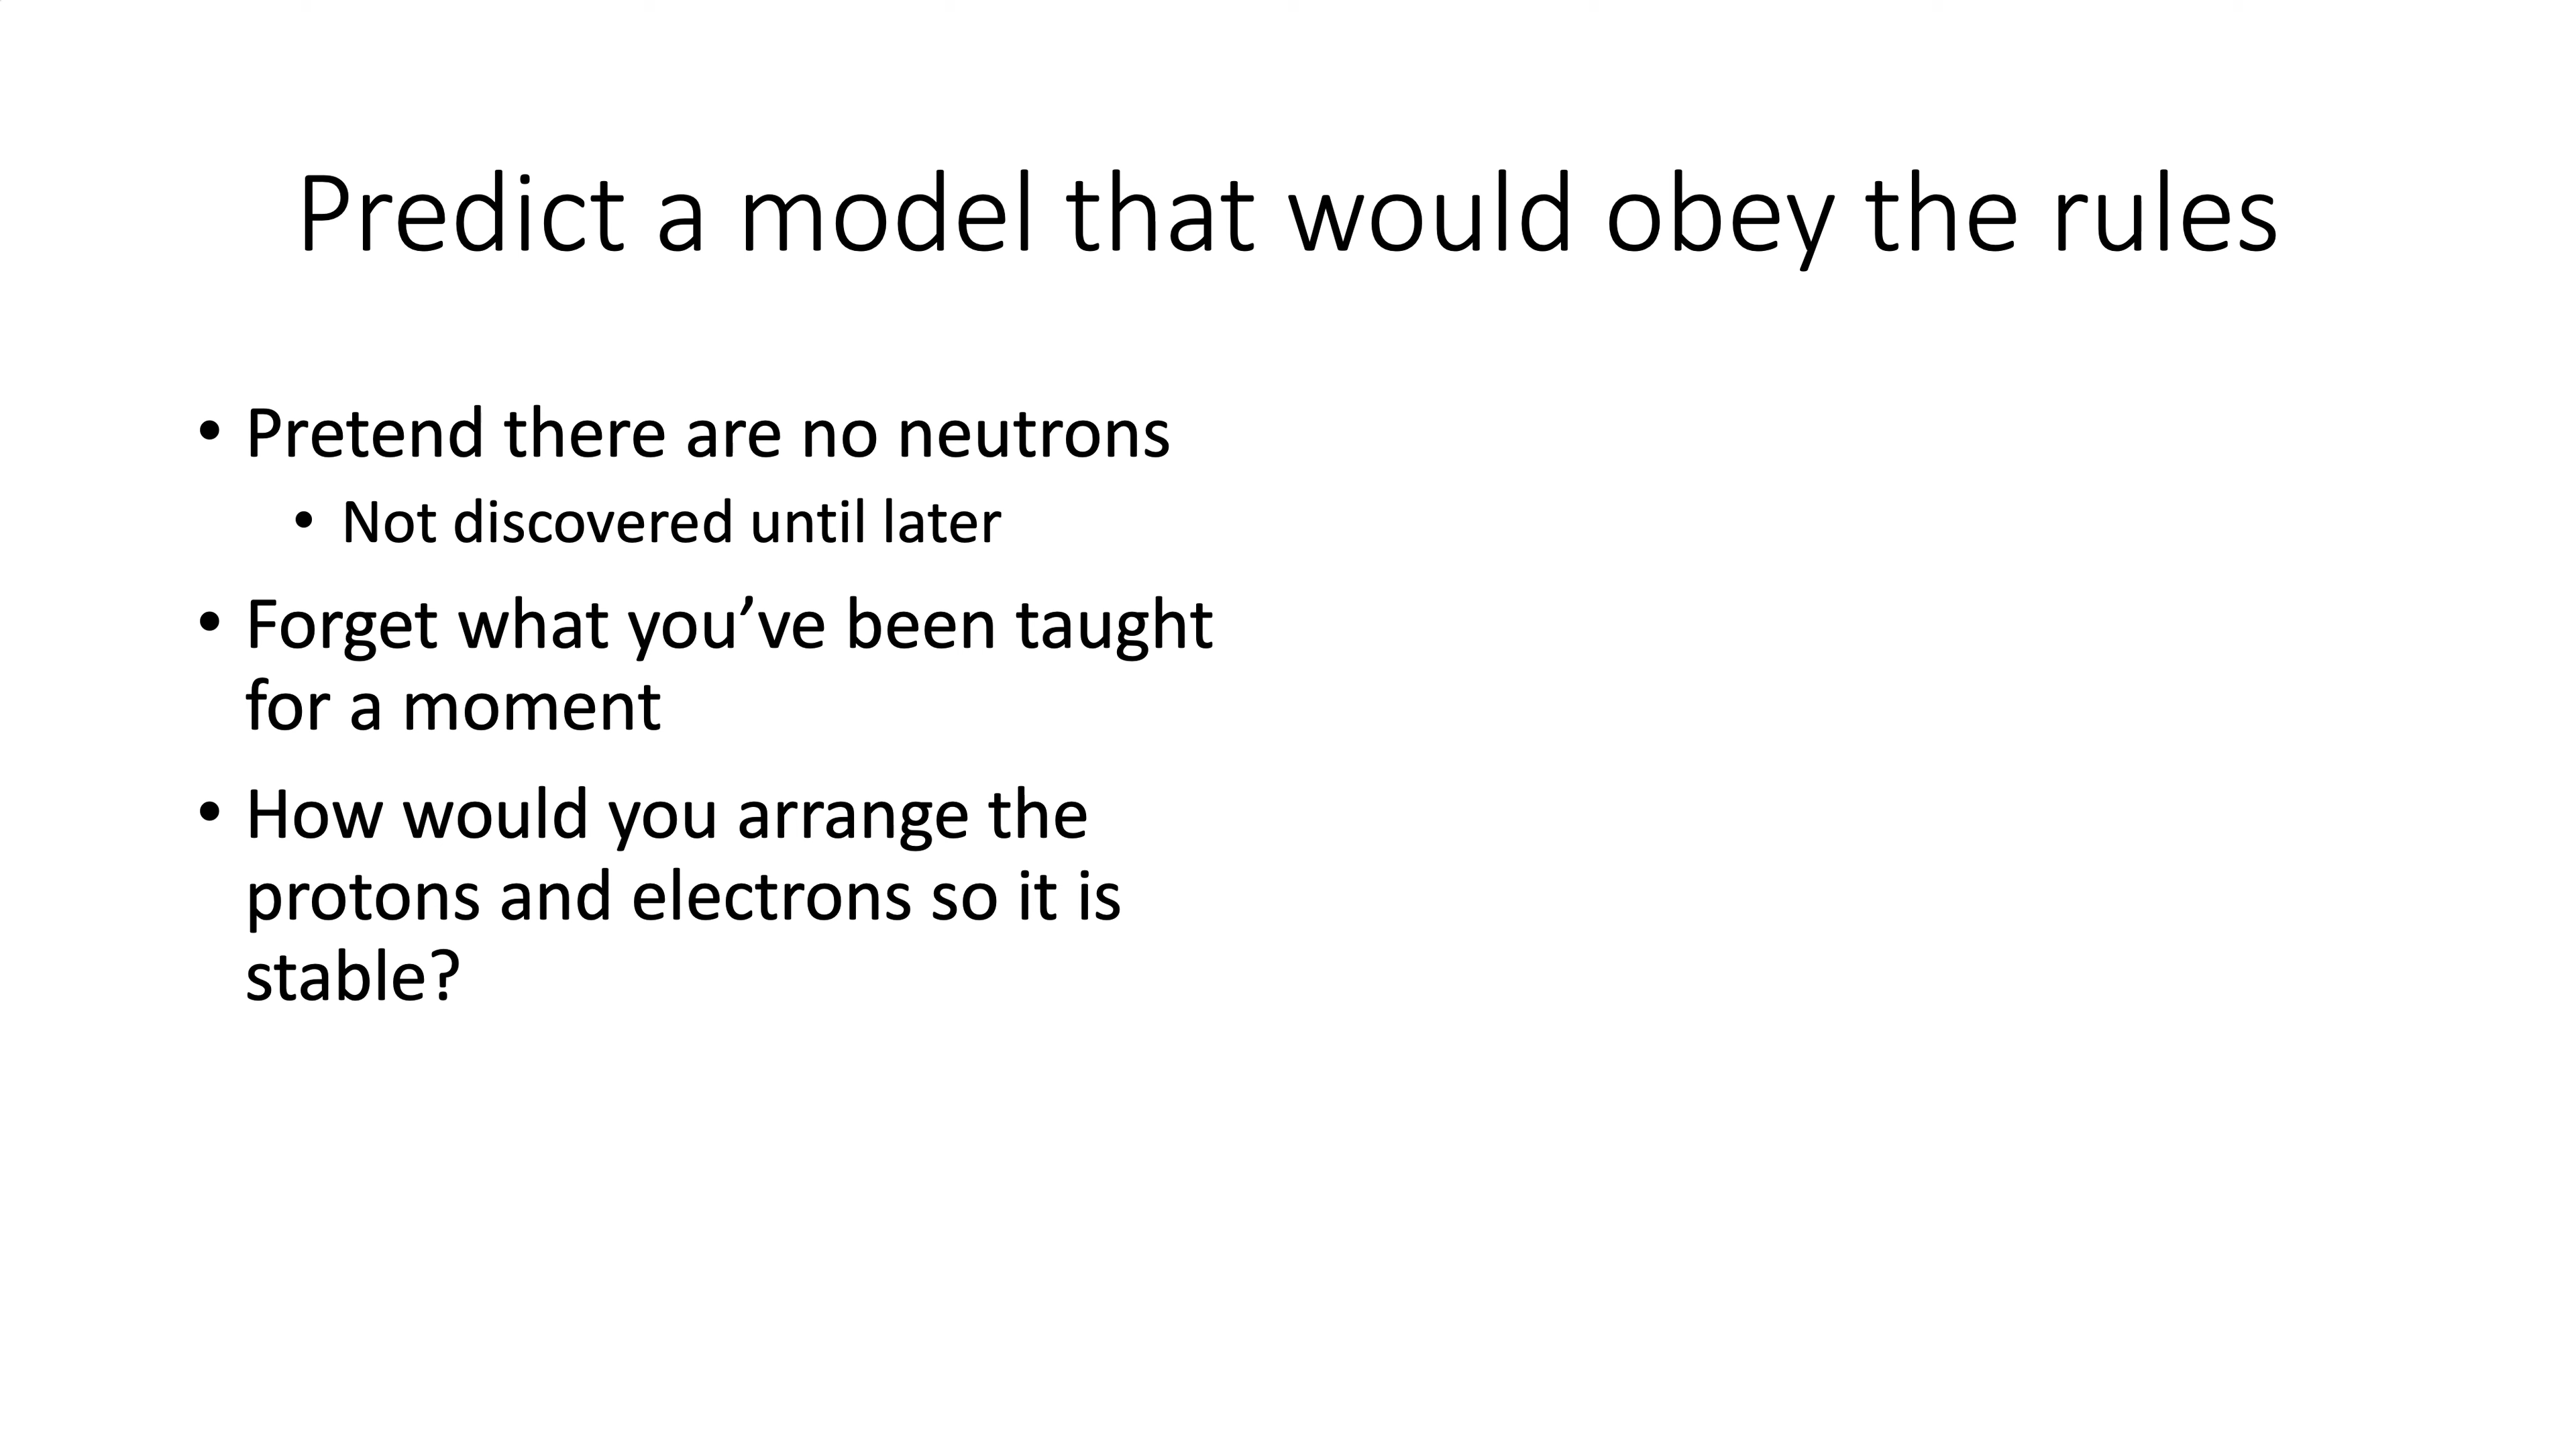 Predict a model that would obey the rules
• Pretend there are no neutrons
• Not discovered until later
• Forget what you’ve been taught
for a moment
• How would you arrange the
protons and electrons so it is
stable?